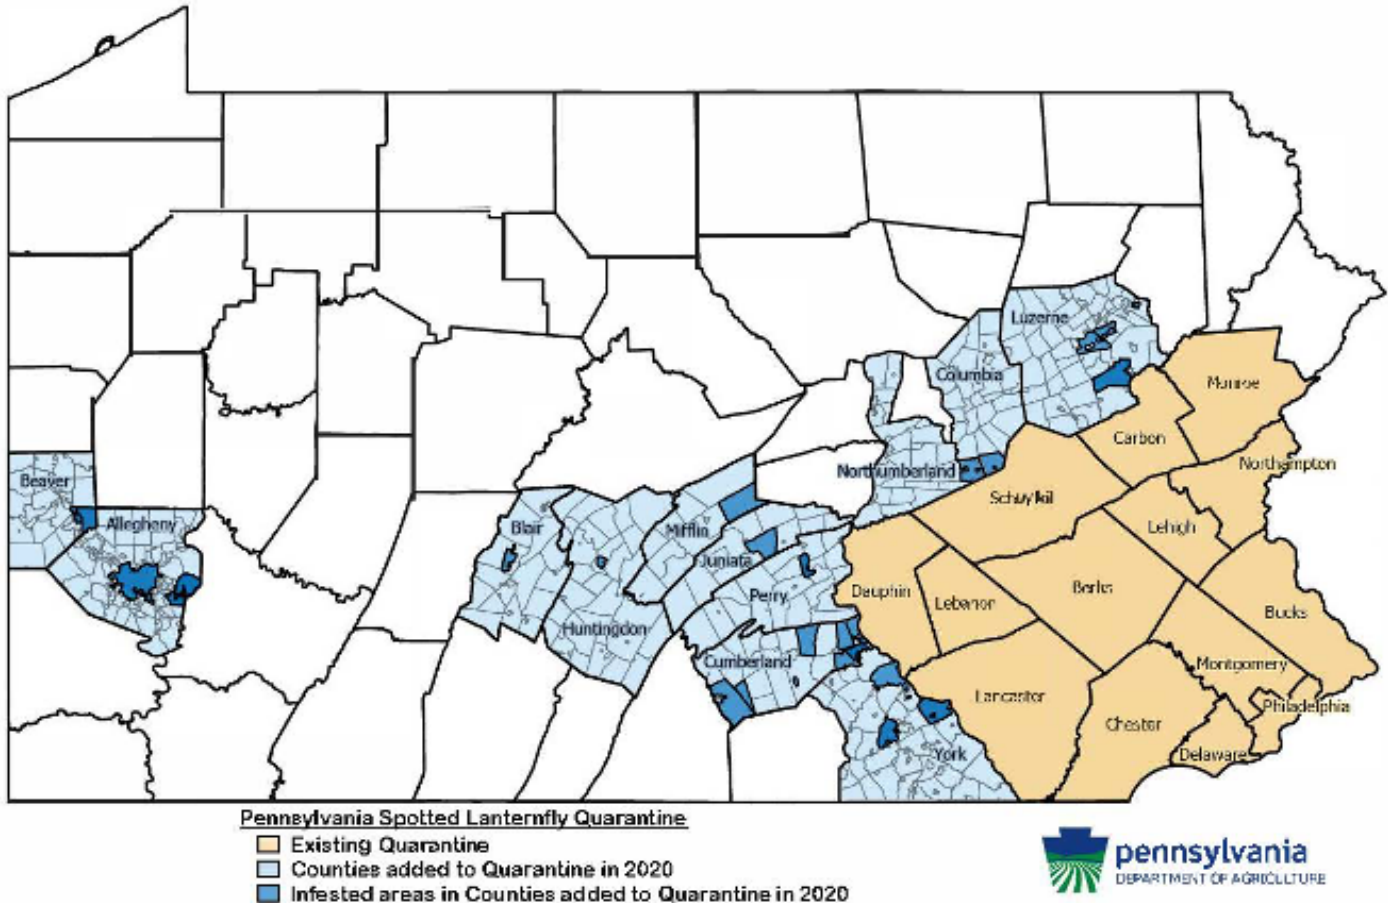 Luzerne
Columbia
Monroe
Carbon
Northumberland
Northampton
Beaver
Schuylkil
Allegheny
Blair
Mifflin
Lehigh
Juniata
Perry
Dauphin
Lebanon
Berks
Bucks
Huntingdon
Cumberland
Montgomery
Lancaster
Philadelphia
Chester
York
Delaware
Pennsylvania Spotted Lanternfly Quarantine
Existing Quarantine
Counties added to Quarantine in 2020
Infested areas in Counties added to Quarantine in 2020
pennsylvania
DEPARTMENT OF AGRICULTURE